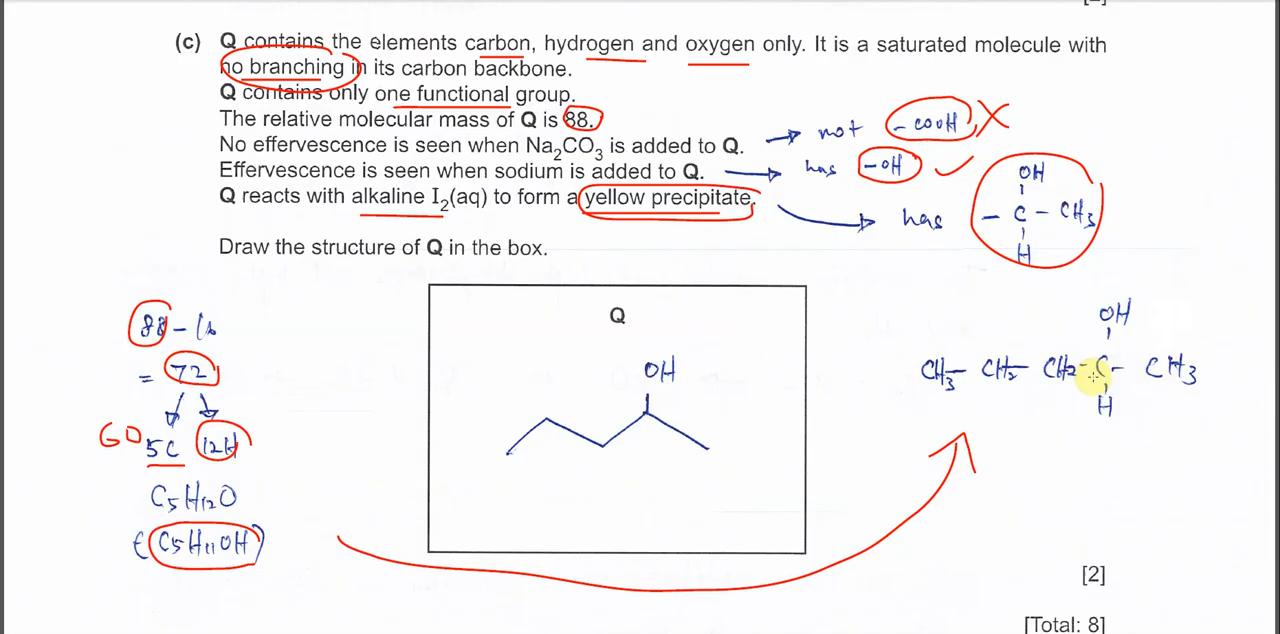 (c) Q contains the elements carbon, hydrogen and oxygen only. It is a saturated molecule with
no branching in its carbon backbone.
Q contains only one functional group.
The relative molecular mass of Q is 88.
→ not -COOH, X
No effervescence is seen when Na₂CO₃ is added to Q.
Effervescence is seen when sodium is added to Q. → has -OH ✓
Q reacts with alkaline I₂(aq) to form a yellow precipitate. → has
OH
- C - CH₃
H
Draw the structure of Q in the box.
88 - 16
= 72
60 5C 12H
C₅H₁₂O
(C₅H₁₁OH)
Q
OH
OH
CH₃- CH₂- CH₂- C- CH₃
H
[2]
[Total: 8]